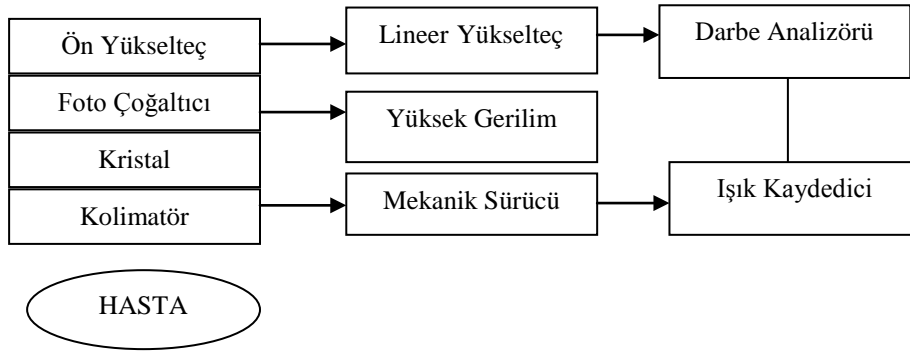 Ön Yükselteç
Lineer Yükselteç
Darbe Analizörü
Foto Çoğaltıcı
Yüksek Gerilim
Kristal
Kolimatör
Mekanik Sürücü
Işık Kaydedici
HASTA